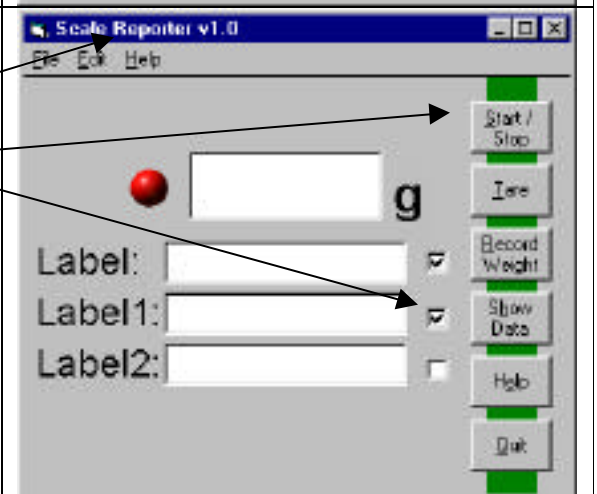 Scale Reporter v1.0
File Edit Help
Start /
Stop
Tare
g
Record
Weight
Label:
Label1:
Show
Data
Label2:
Help
Quit